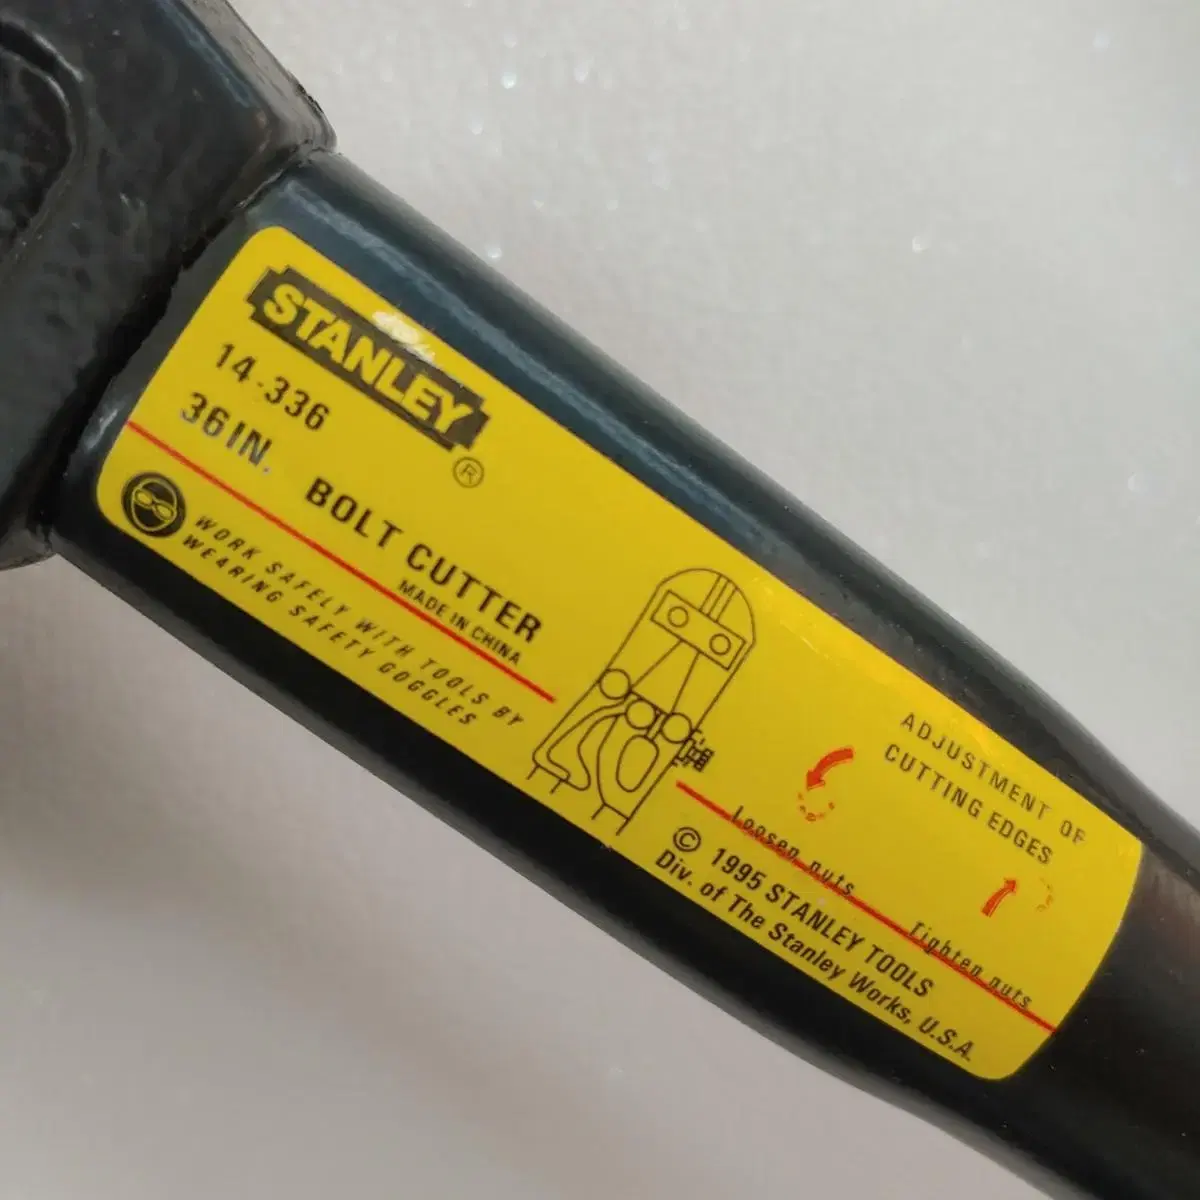 STANLEY®
14-336
36IN. BOLT CUTTER
MADE IN CHINA
WORK SAFELY WITH TOOLS BY
WEARING SAFETY GOGGLES
ADJUSTMENT OF
CUTTING EDGES
Loosen nuts
Tighten nuts
© 1995 STANLEY TOOLS
Div. of The Stanley Works, U.S.A.